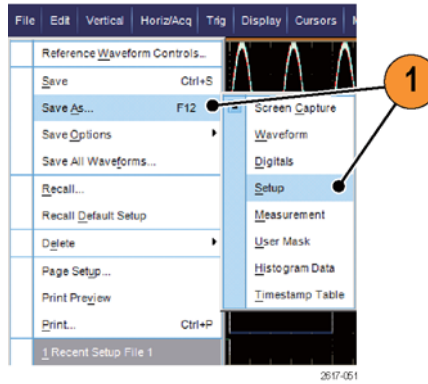 File Edit Vertical Horiz/Acq Trig Display Cursors
Reference Waveform Controls...
Save Ctrl+S
Save As... F12
Save Options
Save All Waveforms...
Recall...
Recall Default Setup
Delete
Page Setup...
Print Preview
Print... Ctrl+P
1 Recent Setup File 1
Screen Capture
Waveform
Digitals
Setup
Measurement
User Mask
Histogram Data
Timestamp Table
1
2617-051